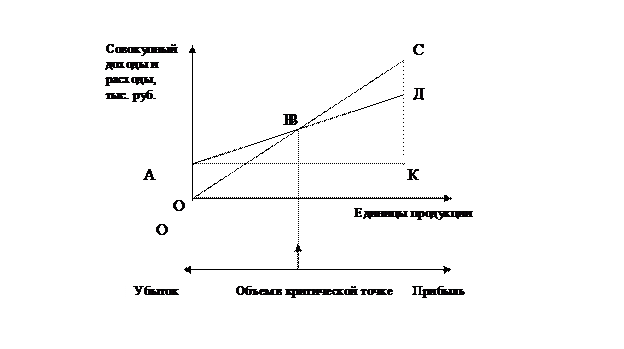 Совокупный
доходы и
расходы,
тыс. руб.
С
Д
В
А
К
О
Единицы продукции
О
Убыток
Объем в критической точке
Прибыль